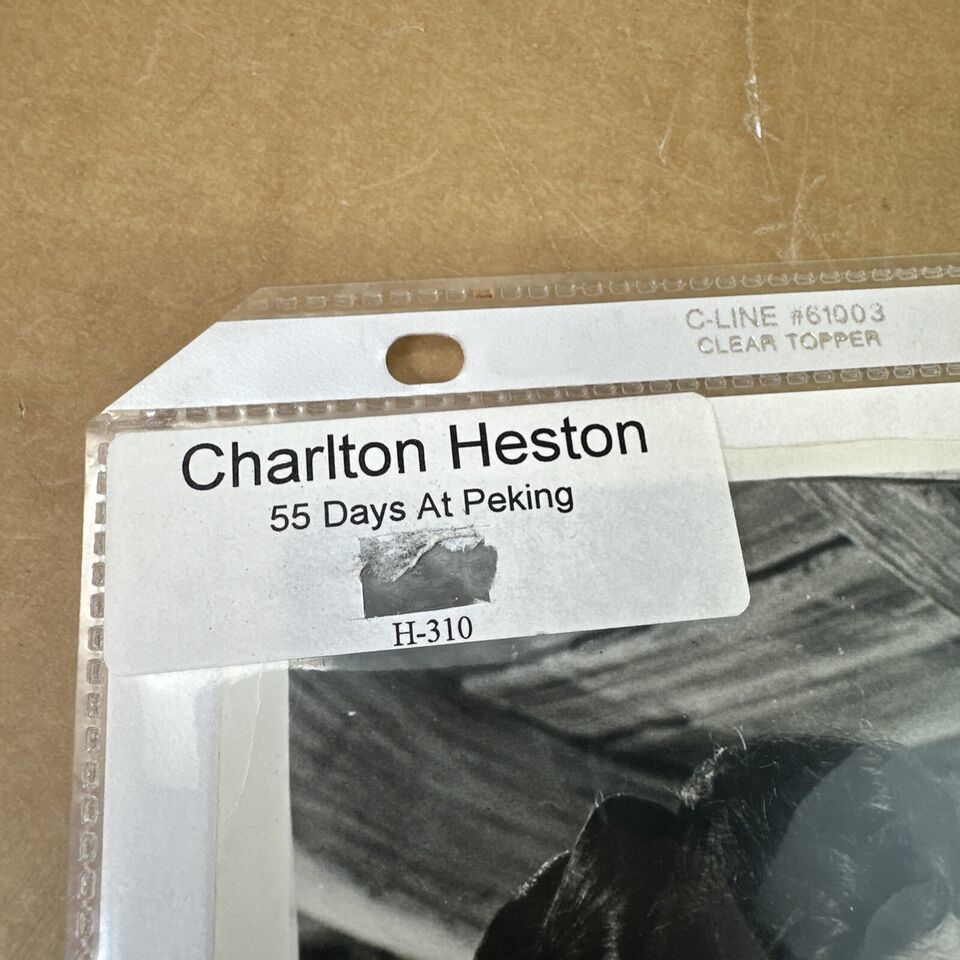 C-LINE #61003
CLEAR TOPPER
Charlton Heston
55 Days At Peking
H-310